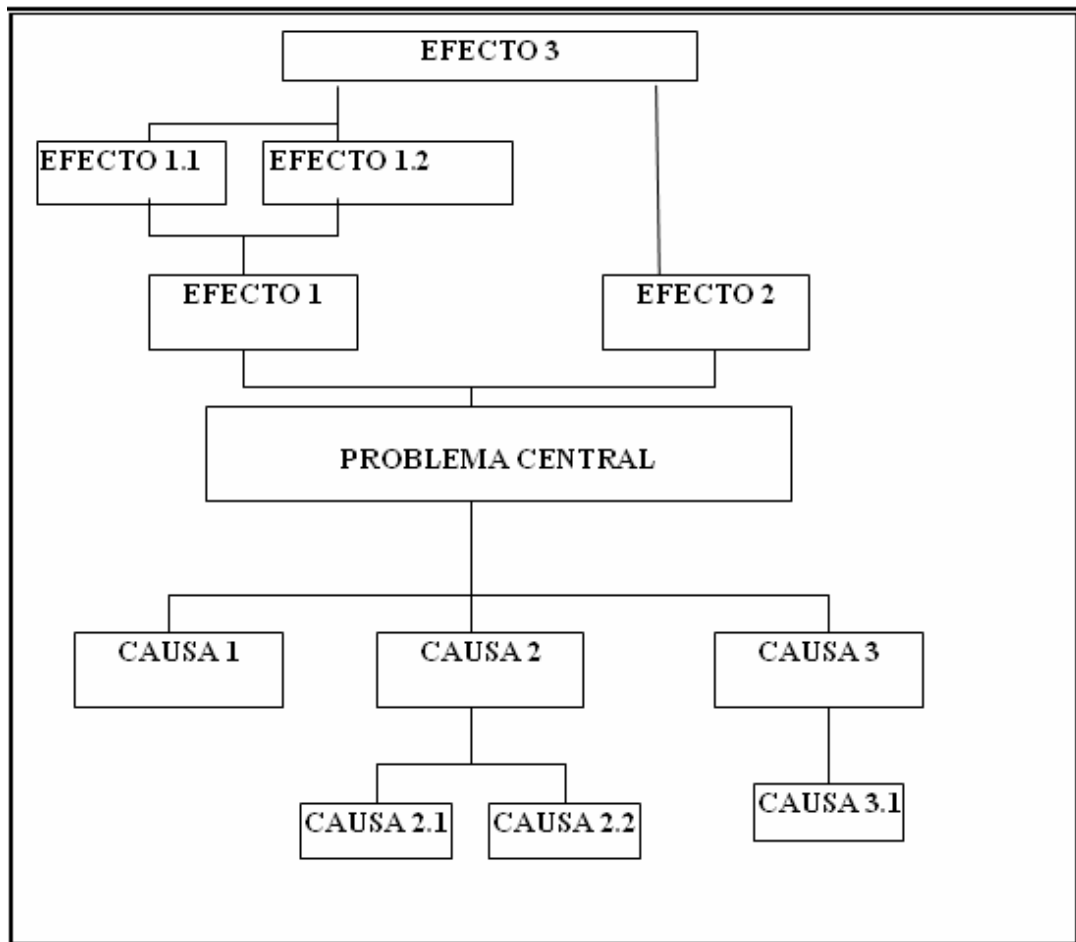 EFECTO 3
EFECTO 1.1
EFECTO 1.2
EFECTO 1
EFECTO 2
PROBLEMA CENTRAL
CAUSA 1
CAUSA 2
CAUSA 3
CAUSA 2.1
CAUSA 2.2
CAUSA 3.1